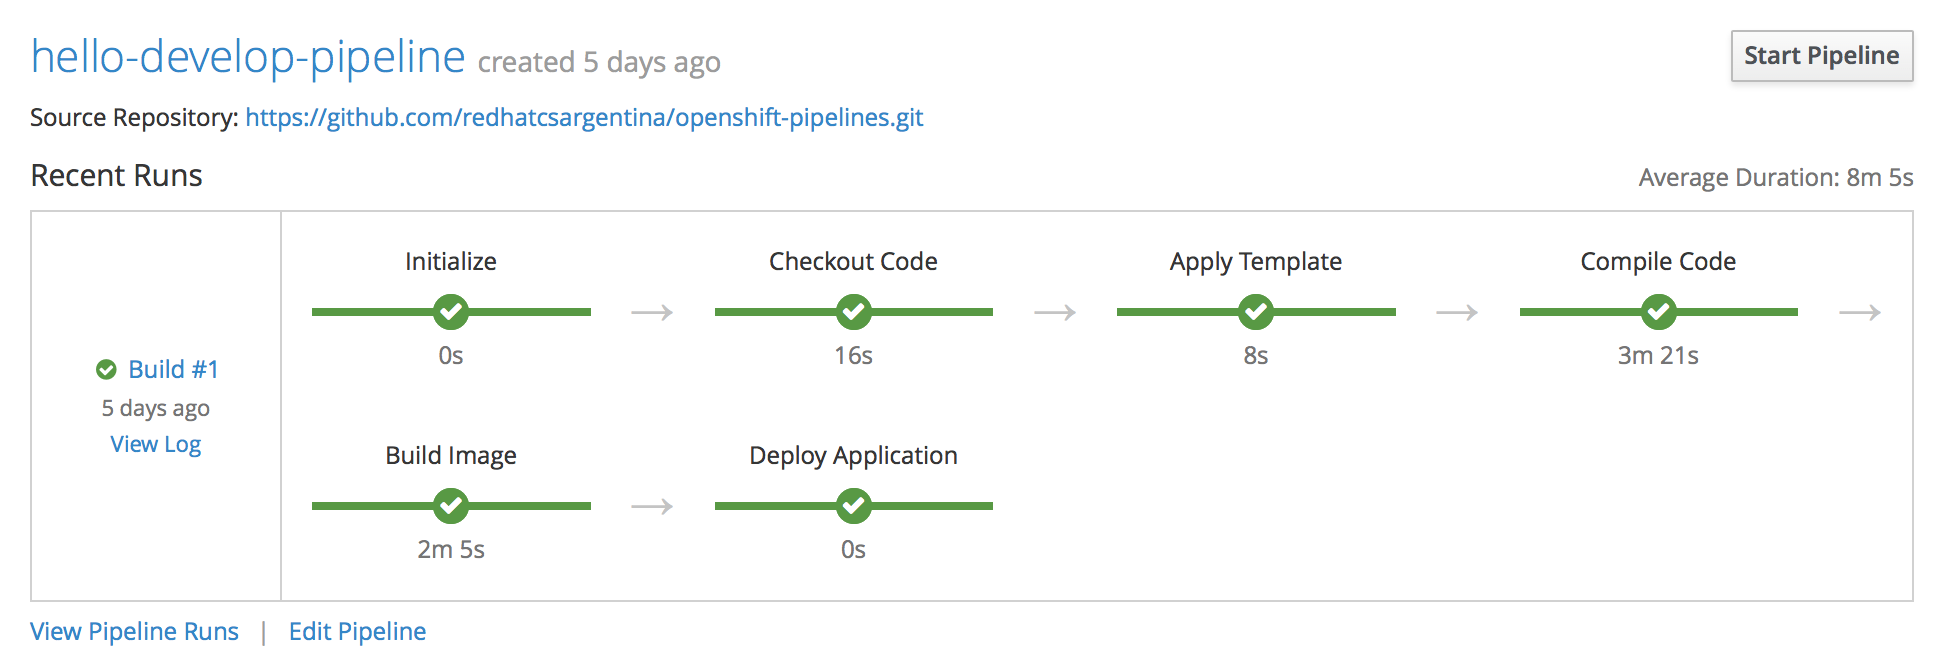 hello-develop-pipeline created 5 days ago
Start Pipeline
Source Repository: https://github.com/redhatcsargentina/openshift-pipelines.git
Recent Runs
Average Duration: 8m 5s
Build #1
5 days ago
View Log
Initialize
0s
Checkout Code
16s
Apply Template
8s
Compile Code
3m 21s
Build Image
2m 5s
Deploy Application
0s
View Pipeline Runs | Edit Pipeline